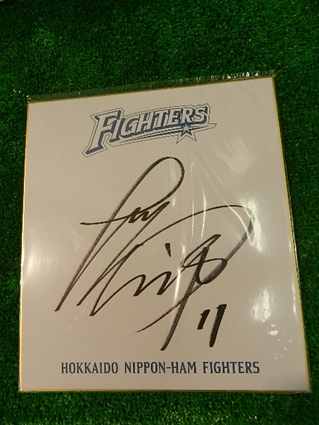 FIGHTERS
11
HOKKAIDO NIPPON-HAM FIGHTERS